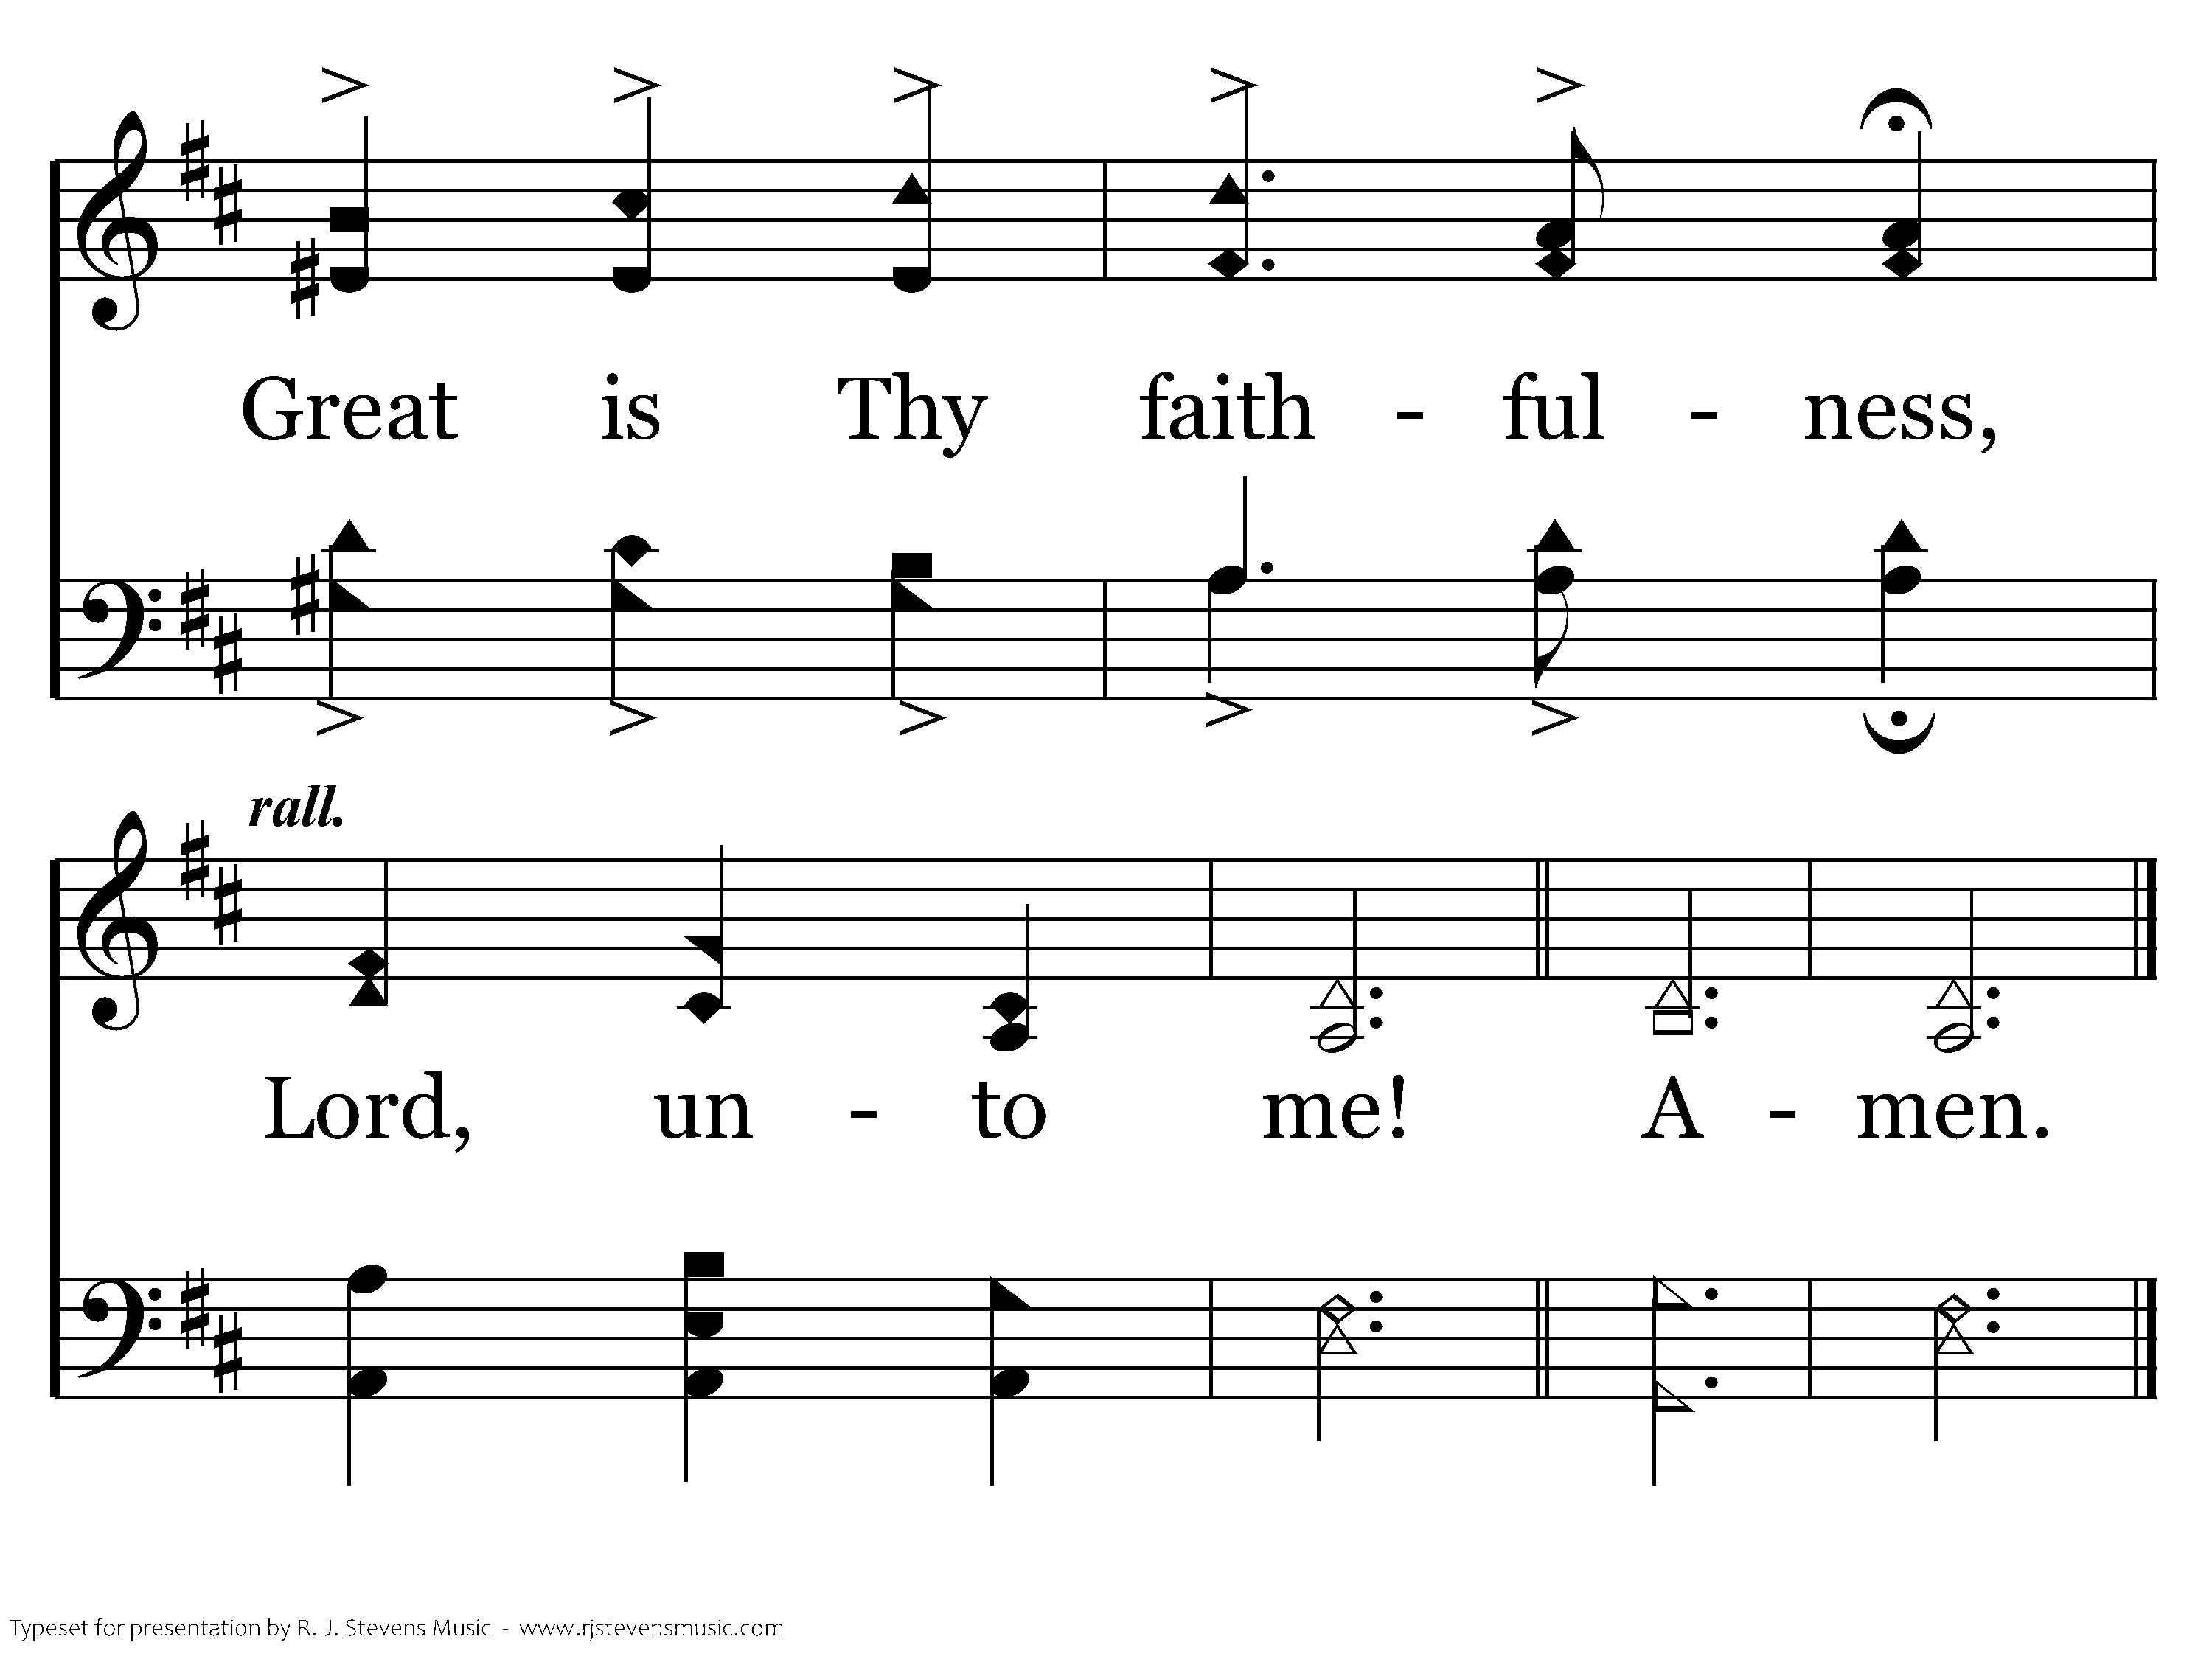 Great is Thy faith - ful - ness,
rall.
Lord, un - to me! A - men.
Typeset for presentation by R. J. Stevens Music - www.rjstevensmusic.com